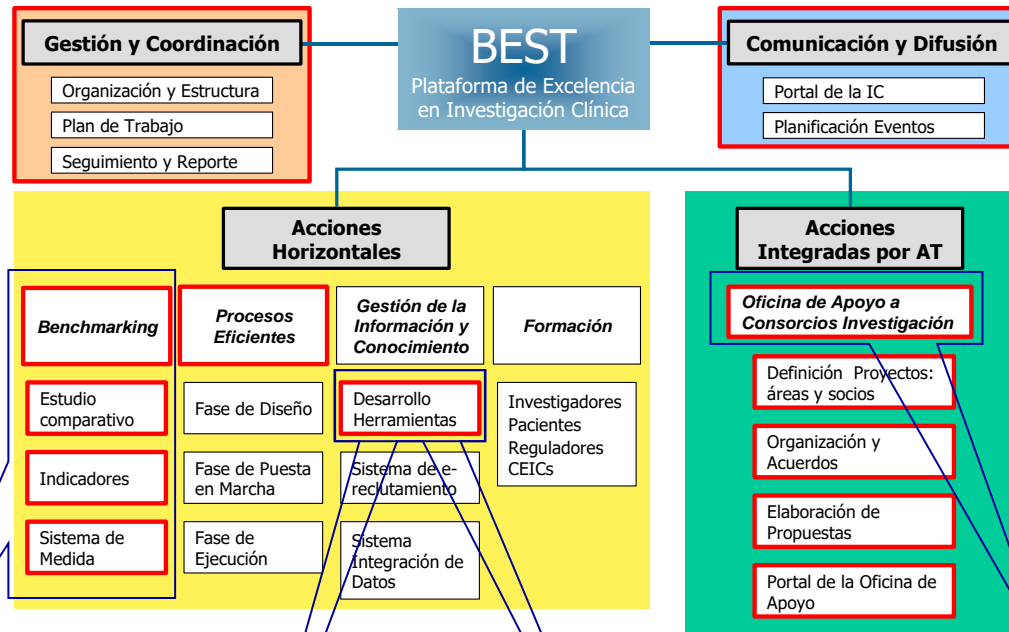 Gestión y Coordinación
Organización y Estructura
Plan de Trabajo
Seguimiento y Reporte
BEST
Plataforma de Excelencia
en Investigación Clínica
Comunicación y Difusión
Portal de la IC
Planificación Eventos
Acciones
Horizontales
Benchmarking
Estudio
comparativo
Indicadores
Sistema de
Medida
Procesos
Eficientes
Fase de Diseño
Fase de Puesta
en Marcha
Fase de
Ejecución
Gestión de la
Información y
Conocimiento
Desarrollo
Herramientas
Sistema de e-
reclutamiento
Sistema
Integración de
Datos
Formación
Investigadores
Pacientes
Reguladores
CEICs
Acciones
Integradas por AT
Oficina de Apoyo a
Consorcios Investigación
Definición Proyectos:
áreas y socios
Organización y
Acuerdos
Elaboración de
Propuestas
Portal de la Oficina de
Apoyo